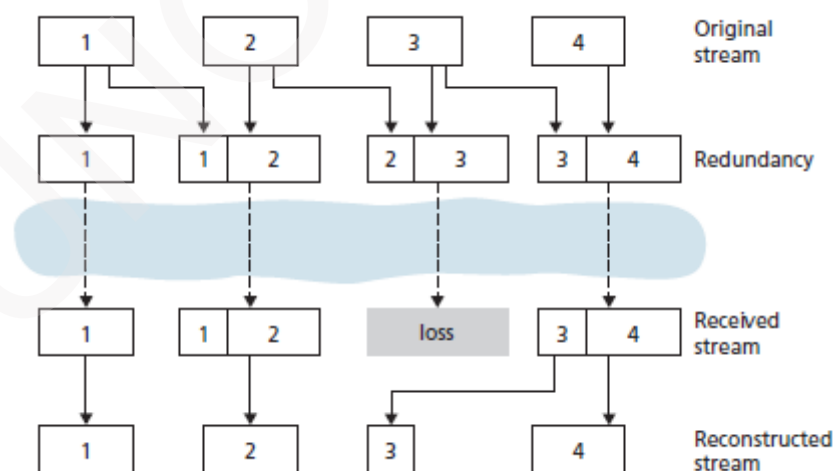 1 2 3 4 Original
stream
1 1 2 2 3 3 4 Redundancy
1 1 2 loss 3 4 Received
stream
1 2 3 4 Reconstructed
stream